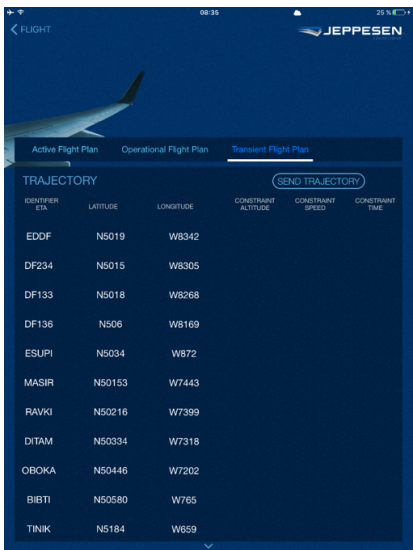 08:35
25 %
FLIGHT
JEPPESEN
Active Flight Plan Operational Flight Plan Transient Flight Plan
TRAJECTORY SEND TRAJECTORY
IDENTIFIER ETA LATITUDE LONGITUDE CONSTRAINT ALTITUDE CONSTRAINT SPEED CONSTRAINT TIME
EDDF N5019 W8342
DF234 N5015 W8305
DF133 N5018 W8268
DF136 N506 W8169
ESUPI N5034 W872
MASIR N50153 W7443
RAVKI N50216 W7399
DITAM N50334 W7318
OBOKA N50446 W7202
BIBTI N50580 W765
TINIK N5184 W659